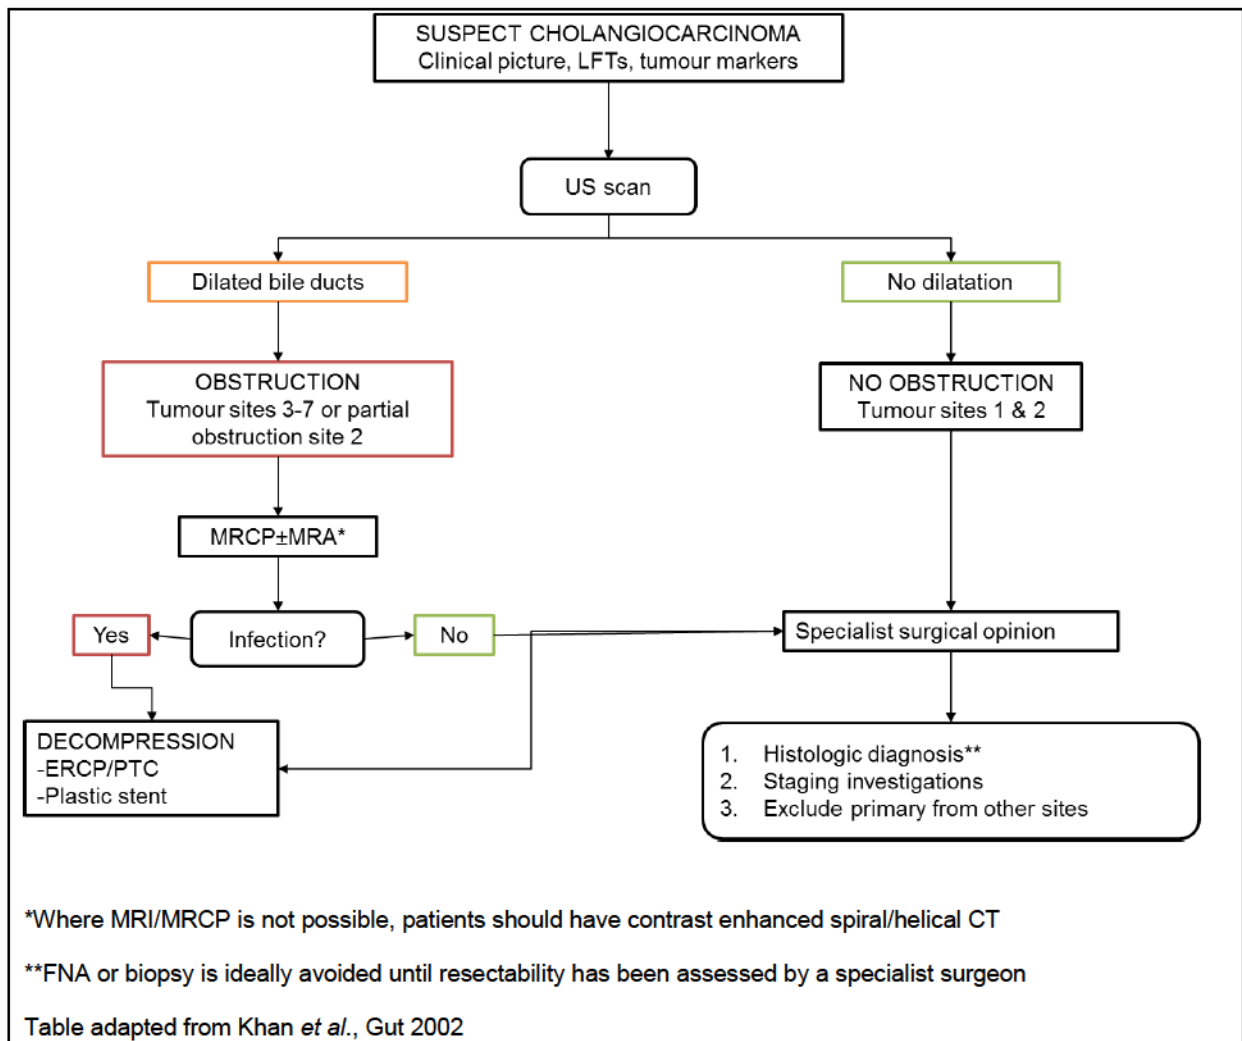 SUSPECT CHOLANGIOCARCINOMA
Clinical picture, LFTs, tumour markers
US scan
Dilated bile ducts
No dilatation
OBSTRUCTION
Tumour sites 3-7 or partial
obstruction site 2
NO OBSTRUCTION
Tumour sites 1 & 2
MRCP±MRA*
Yes
Infection?
No
Specialist surgical opinion
DECOMPRESSION
-ERCP/PTC
-Plastic stent
1. Histologic diagnosis**
2. Staging investigations
3. Exclude primary from other sites
*Where MRI/MRCP is not possible, patients should have contrast enhanced spiral/helical CT
**FNA or biopsy is ideally avoided until resectability has been assessed by a specialist surgeon
Table adapted from Khan et al., Gut 2002